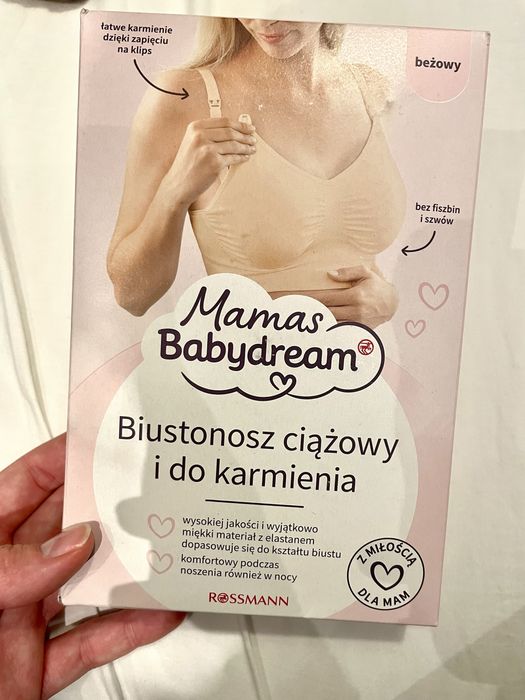 łatwe karmienie
dzięki zapięciu
na klips
beżowy
bez fiszbin
i szwów
Mamas
Babydream
Biustonosz ciążowy
i do karmienia
wysokiej jakości i wyjątkowo
miękki materiał z elastanem
dopasowuje się do kształtu biustu
komfortowy podczas
noszenia również w nocy
Z MIŁOŚCIĄ
DLA MAM
ROSSMANN